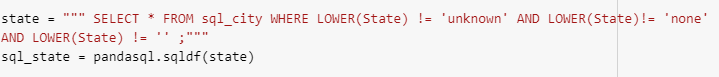 state = """ SELECT * FROM sql_city WHERE LOWER(State) != 'unknown' AND LOWER(State)!= 'none'
AND LOWER(State) != '' ;"""
sql_state = pandasql.sqldf(state)